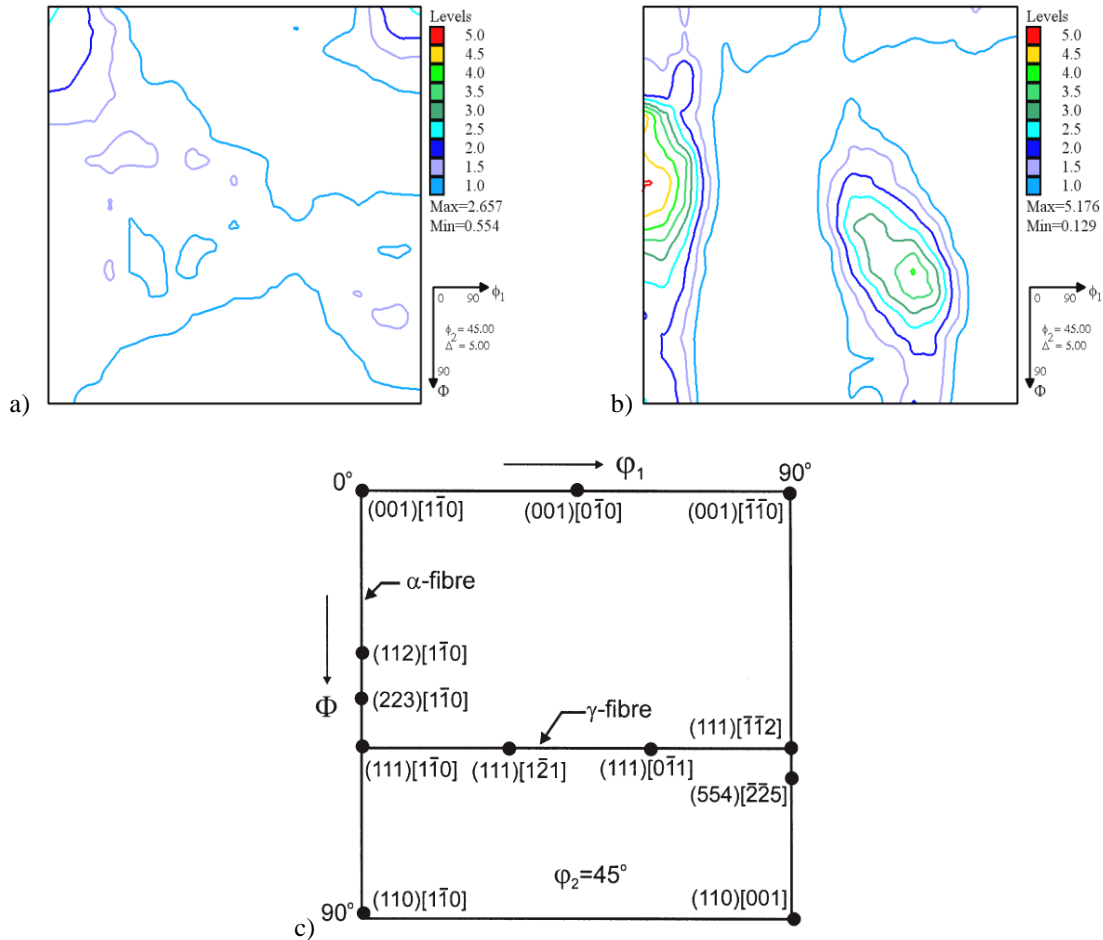 Levels
5.0
4.5
4.0
3.5
3.0
2.5
2.0
1.5
1.0
Max=2.657
Min=0.554
0 90 ϕ1
ϕ2 = 45.00
Δ = 5.00
90
Φ
a)
Levels
5.0
4.5
4.0
3.5
3.0
2.5
2.0
1.5
1.0
Max=5.176
Min=0.129
0 90 ϕ1
ϕ2 = 45.00
Δ = 5.00
90
Φ
b)
φ₁
0° 90°
(001)[11̄0] (001)[01̄0] (001)[1̄1̄0]
α-fibre
(112)[11̄0]
Φ
(223)[11̄0]
γ-fibre
(111)[1̄1̄2]
(111)[11̄0] (111)[12̄1] (111)[01̄1]
(554)[2̄2̄5]
φ₂=45°
(110)[11̄0] (110)[001]
90°
c)